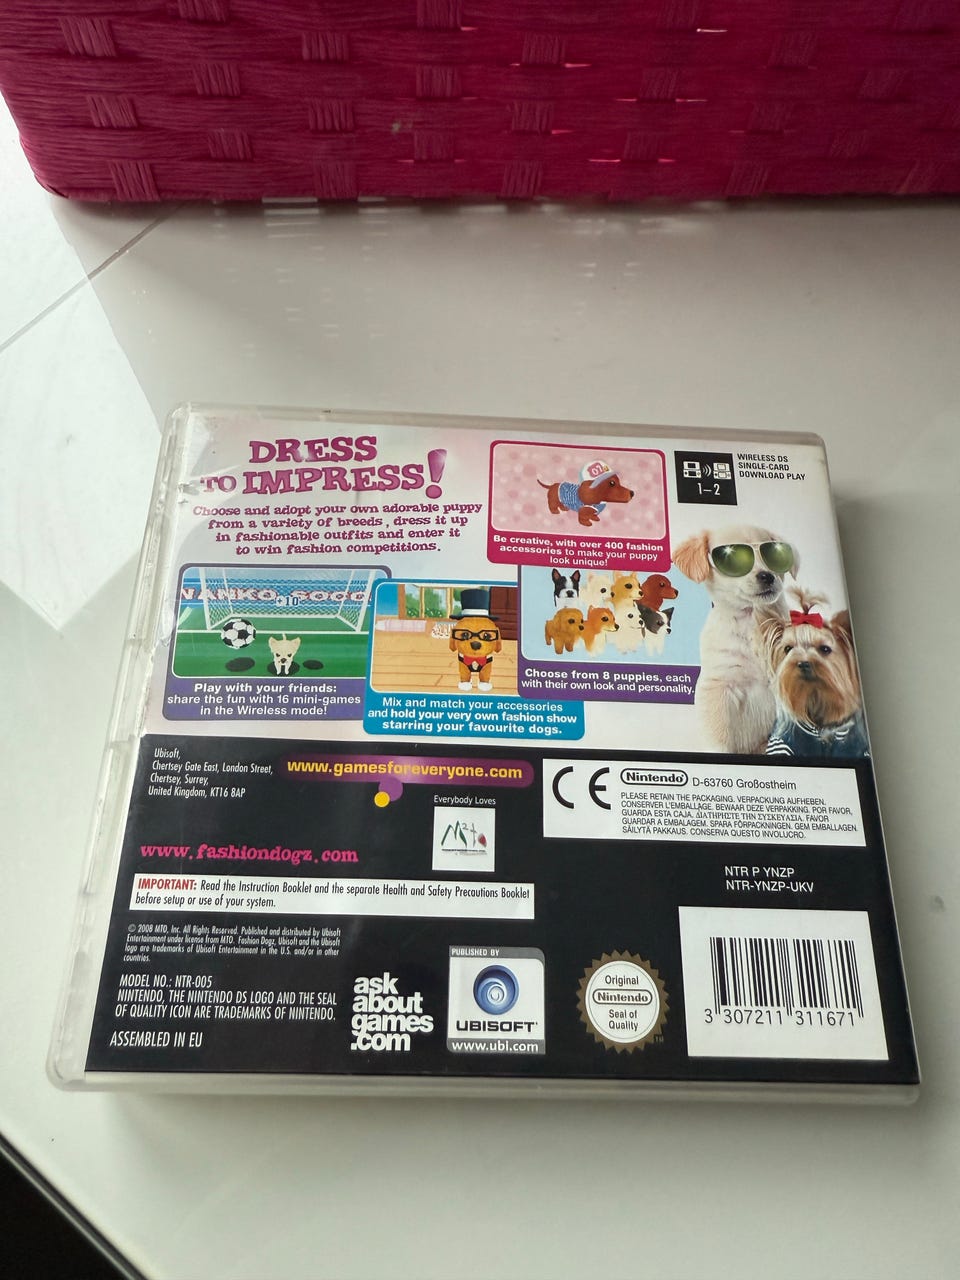 DRESS
TO IMPRESS!
Choose and adopt your own adorable puppy
from a variety of breeds, dress it up
in fashionable outfits and enter it
to win fashion competitions.
Be creative, with over 400 fashion
accessories to make your puppy
look unique!
WIRELESS DS
SINGLE-CARD
DOWNLOAD PLAY
1-2
WANKO SOCC
+10
Play with your friends:
share the fun with 16 mini-games
in the Wireless mode!
Mix and match your accessories
and hold your very own fashion show
starring your favourite dogs.
Choose from 8 puppies, each
with their own look and personality.
Ubisoft,
Chertsey Gate East, London Street,
Chertsey, Surrey,
United Kingdom, KT16 8AP
www.gamesforeveryone.com
Everybody Loves
www.fashiondogz.com
IMPORTANT: Read the Instruction Booklet and the separate Health and Safety Precautions Booklet
before setup or use of your system.
CE
Nintendo® D-63760 Großostheim
PLEASE RETAIN THE PACKAGING. VERPACKUNG AUFHEBEN.
CONSERVER L'EMBALLAGE. BEWAAR DEZE VERPAKKING. POR FAVOR,
GUARDA ESTA CAJA. ΔΙΑΤΗΡΗΣΤΕ ΤΗΝ ΣΥΣΚΕΥΑΣΙΑ. FAVOR
GUARDAR A EMBALAGEM. SPARA FÖRPACKNINGEN. GEM EMBALLAGEN.
SÄILYTÄ PAKKAUS. CONSERVA QUESTO INVOLUCRO.
NTR P YNZP
NTR-YNZP-UKV
© 2008 MTO, Inc. All Rights Reserved. Published and distributed by Ubisoft
Entertainment under license from MTO. Fashion Dogz, Ubisoft and the Ubisoft
logo are trademarks of Ubisoft Entertainment in the U.S. and/or in other
countries.
MODEL NO.: NTR-005
NINTENDO, THE NINTENDO DS LOGO AND THE SEAL
OF QUALITY ICON ARE TRADEMARKS OF NINTENDO.
ASSEMBLED IN EU
ask
about
games
.com
PUBLISHED BY
UBISOFT
www.ubi.com
Original
Nintendo
Seal of
Quality
TM
3 307211 311671